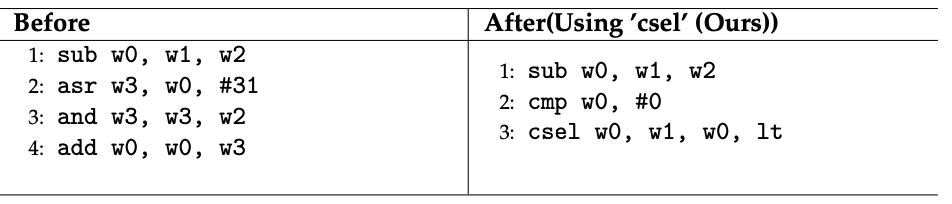 Before
1: sub w0, w1, w2
2: asr w3, w0, #31
3: and w3, w3, w2
4: add w0, w0, w3
After(Using ’csel’ (Ours))
1: sub w0, w1, w2
2: cmp w0, #0
3: csel w0, w1, w0, lt